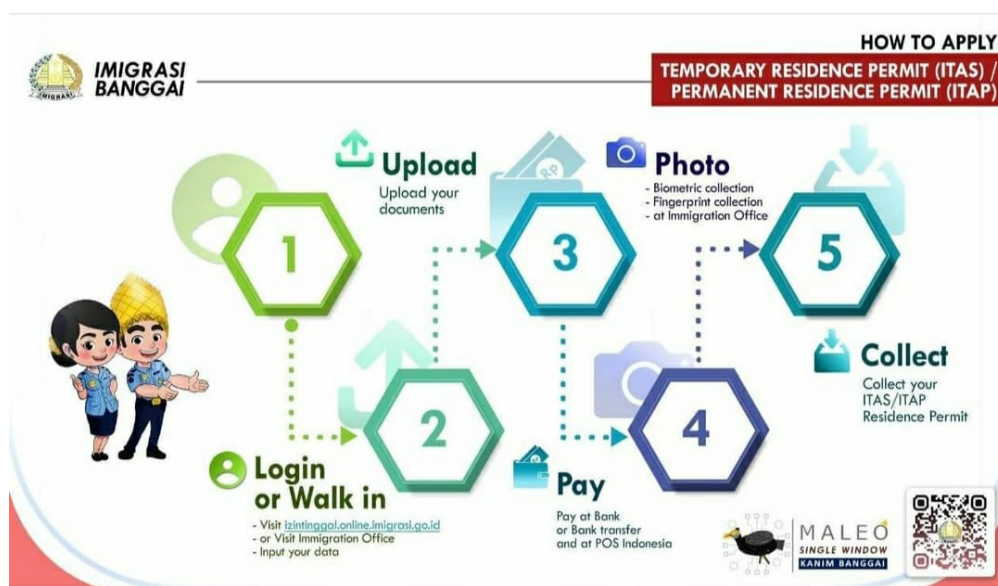 IMIGRASI
BANGGAI
HOW TO APPLY
TEMPORARY RESIDENCE PERMIT (ITAS) /
PERMANENT RESIDENCE PERMIT (ITAP)
1
Login
or Walk in
- Visit izintinggal.online.imigrasi.go.id
- or Visit Immigration Office
- Input your data
2
Upload
Upload your
documents
3
RP
Pay
Pay at Bank
or Bank transfer
and at POS Indonesia
4
Photo
- Biometric collection
- Fingerprint collection
- at Immigration Office
5
Collect
Collect your
ITAS/ITAP
Residence Permit
IMIGRASI
MALEO
SINGLE WINDOW
KANIM BANGGAI